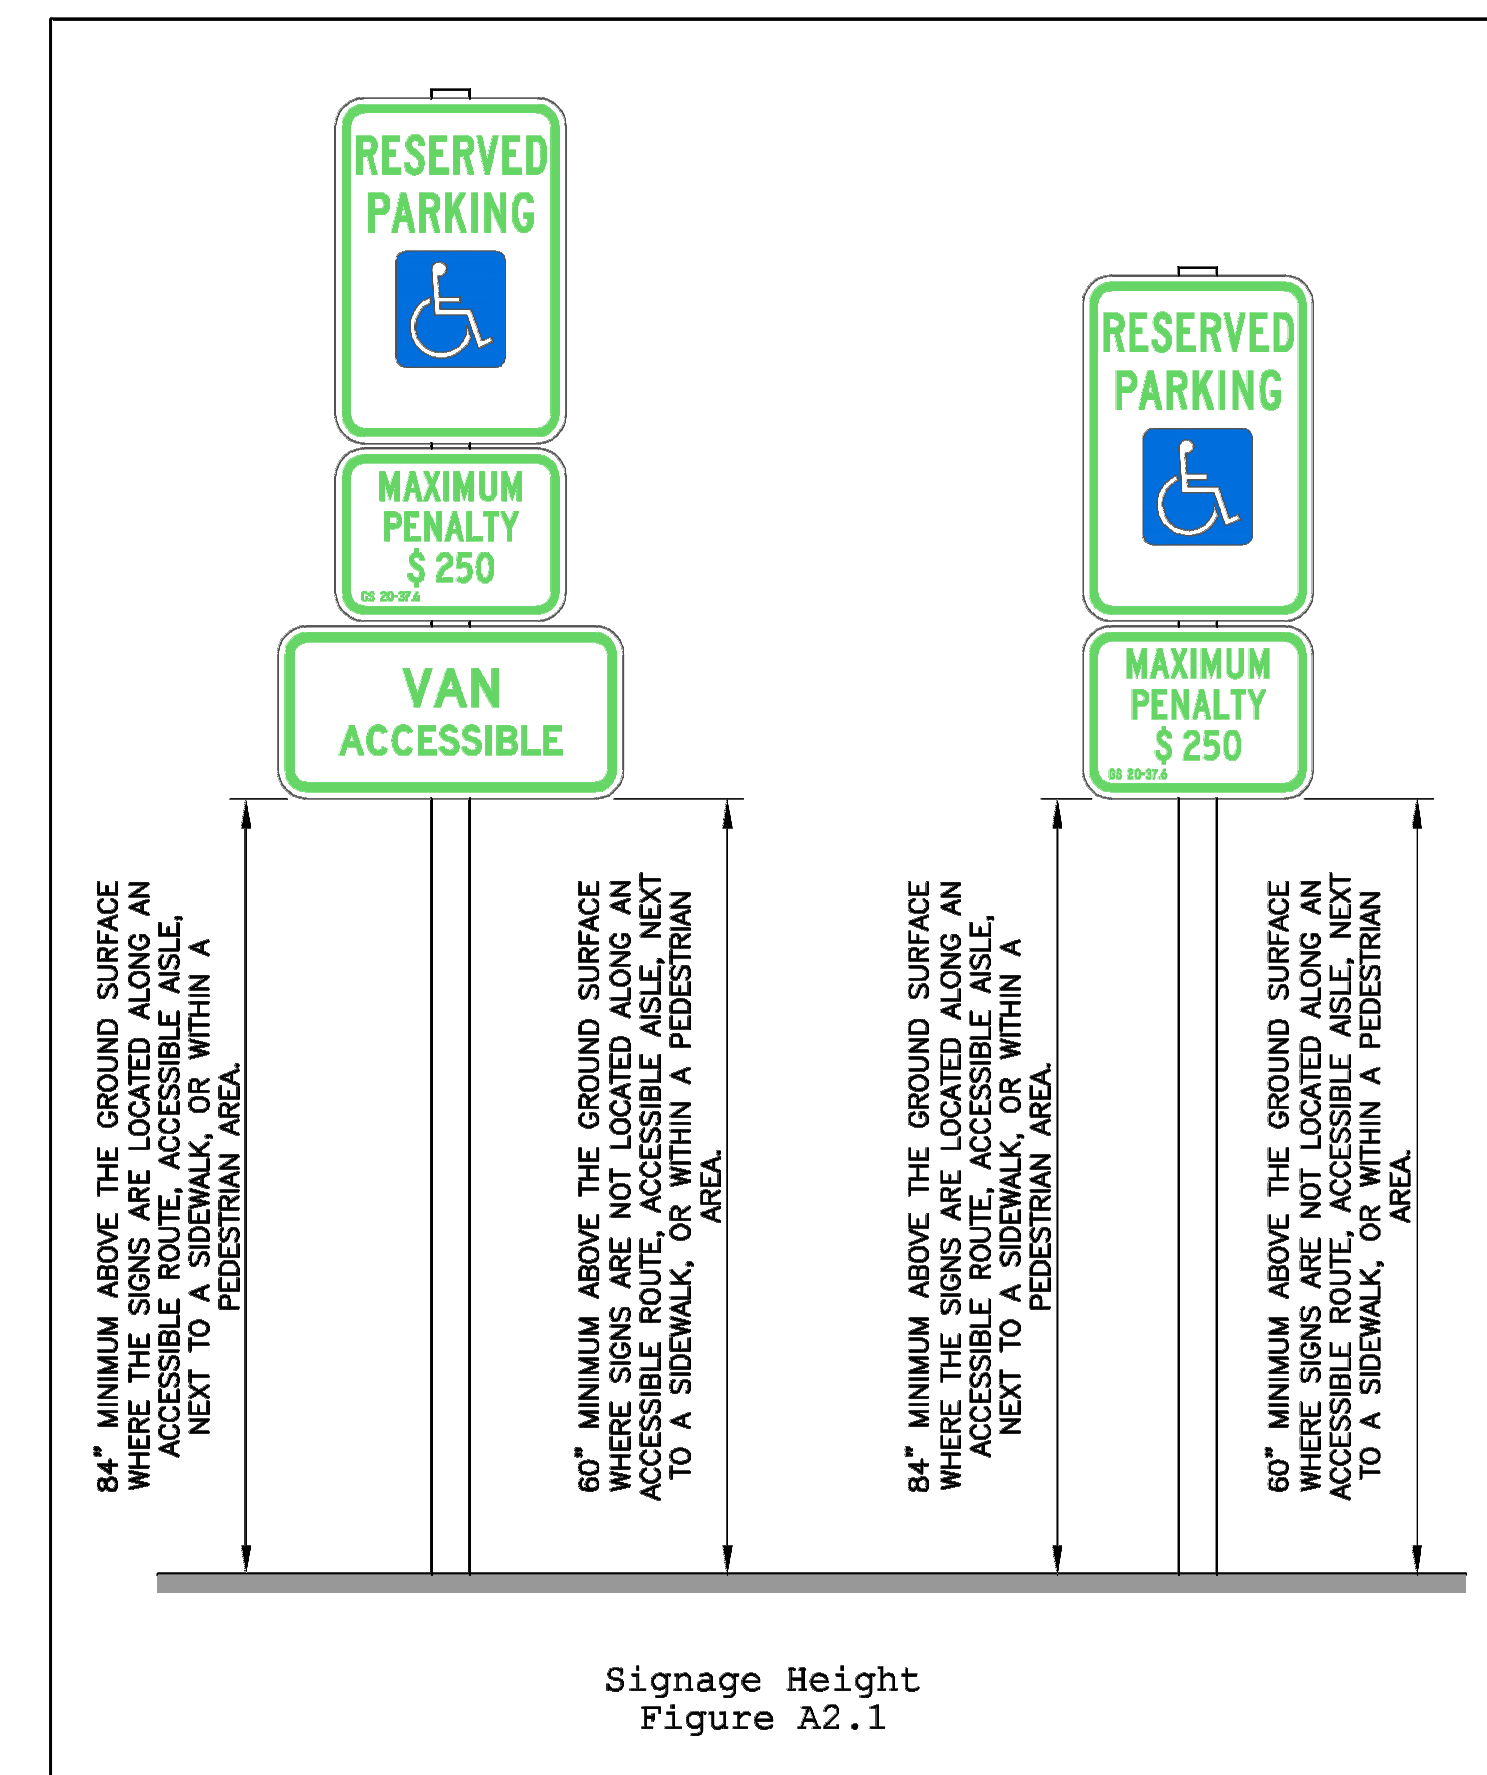 RESERVED
PARKING
MAXIMUM
PENALTY
$ 250
GS 20-37.6
VAN
ACCESSIBLE
RESERVED
PARKING
MAXIMUM
PENALTY
$ 250
GS 20-37.6
84" MINIMUM ABOVE THE GROUND SURFACE
WHERE THE SIGNS ARE LOCATED ALONG AN
ACCESSIBLE ROUTE, ACCESSIBLE AISLE,
NEXT TO A SIDEWALK, OR WITHIN A
PEDESTRIAN AREA.
60" MINIMUM ABOVE THE GROUND SURFACE
WHERE SIGNS ARE NOT LOCATED ALONG AN
ACCESSIBLE ROUTE, ACCESSIBLE AISLE, NEXT
TO A SIDEWALK, OR WITHIN A PEDESTRIAN
AREA.
84" MINIMUM ABOVE THE GROUND SURFACE
WHERE THE SIGNS ARE LOCATED ALONG AN
ACCESSIBLE ROUTE, ACCESSIBLE AISLE,
NEXT TO A SIDEWALK, OR WITHIN A
PEDESTRIAN AREA.
60" MINIMUM ABOVE THE GROUND SURFACE
WHERE SIGNS ARE NOT LOCATED ALONG AN
ACCESSIBLE ROUTE, ACCESSIBLE AISLE, NEXT
TO A SIDEWALK, OR WITHIN A PEDESTRIAN
AREA.
Signage Height
Figure A2.1